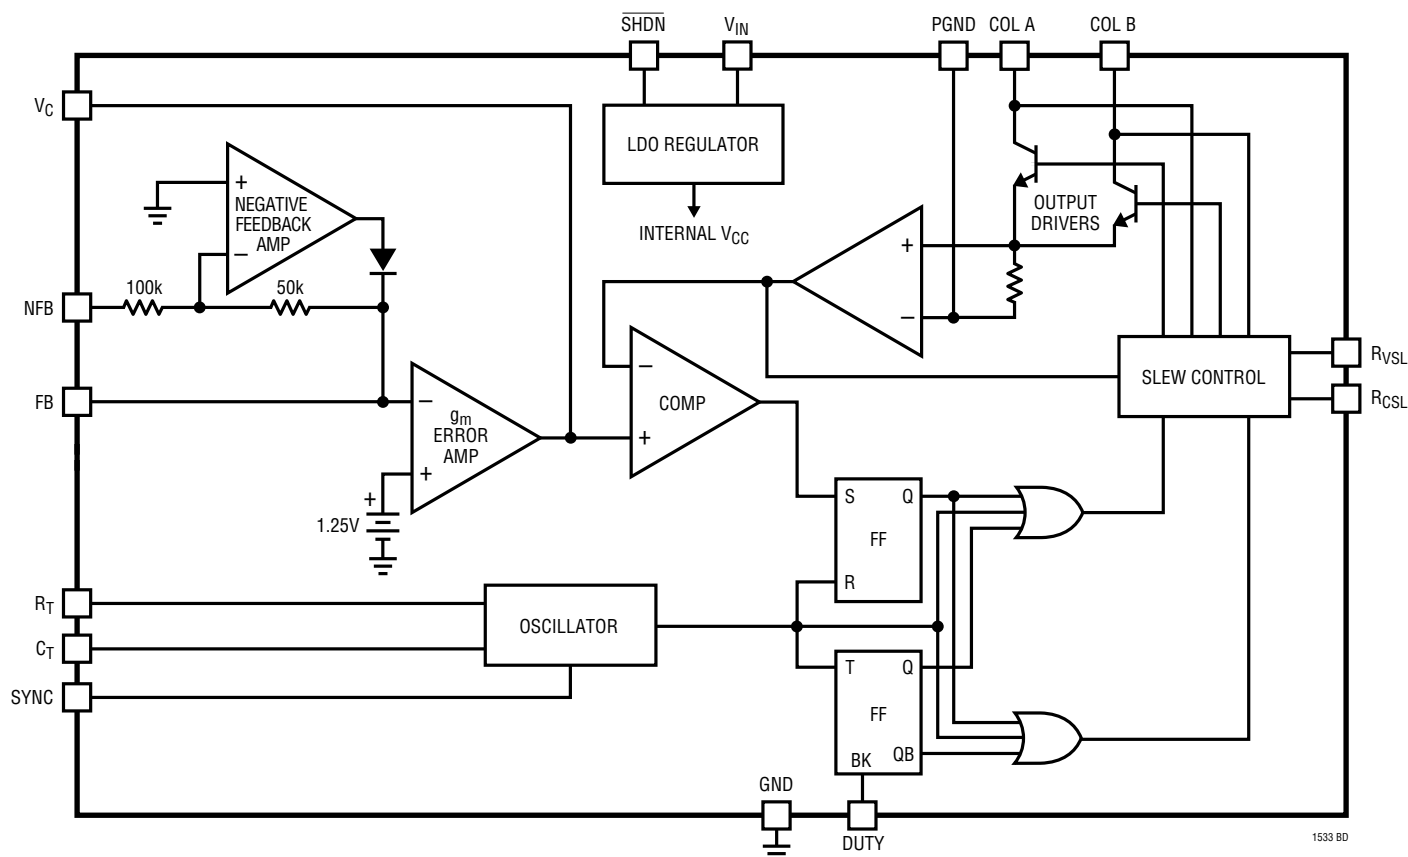 SHDN VIN PGND COL A COL B
VC
LDO REGULATOR
+
NEGATIVE
FEEDBACK
AMP
−
OUTPUT
DRIVERS
INTERNAL VCC
+
−
100k 50k
NFB
RVSL
SLEW CONTROL
RCSL
FB
−
gm
ERROR
AMP
+
−
COMP
+
+
1.25V
S Q
FF
R
RT
OSCILLATOR
CT
SYNC
T Q
FF
BK QB
GND
DUTY
1533 BD